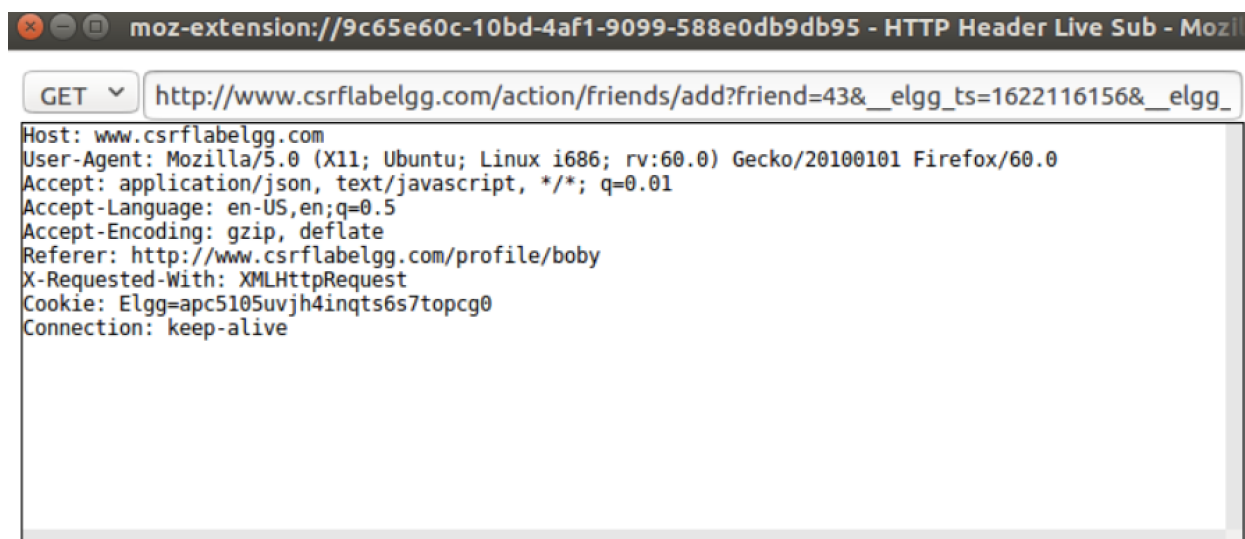 moz-extension://9c65e60c-10bd-4af1-9099-588e0db9db95 - HTTP Header Live Sub - Mozil
GET http://www.csrflabelgg.com/action/friends/add?friend=43&__elgg_ts=1622116156&__elgg_
Host: www.csrflabelgg.com
User-Agent: Mozilla/5.0 (X11; Ubuntu; Linux i686; rv:60.0) Gecko/20100101 Firefox/60.0
Accept: application/json, text/javascript, */*; q=0.01
Accept-Language: en-US,en;q=0.5
Accept-Encoding: gzip, deflate
Referer: http://www.csrflabelgg.com/profile/boby
X-Requested-With: XMLHttpRequest
Cookie: Elgg=apc5105uvjh4inqts6s7topcg0
Connection: keep-alive